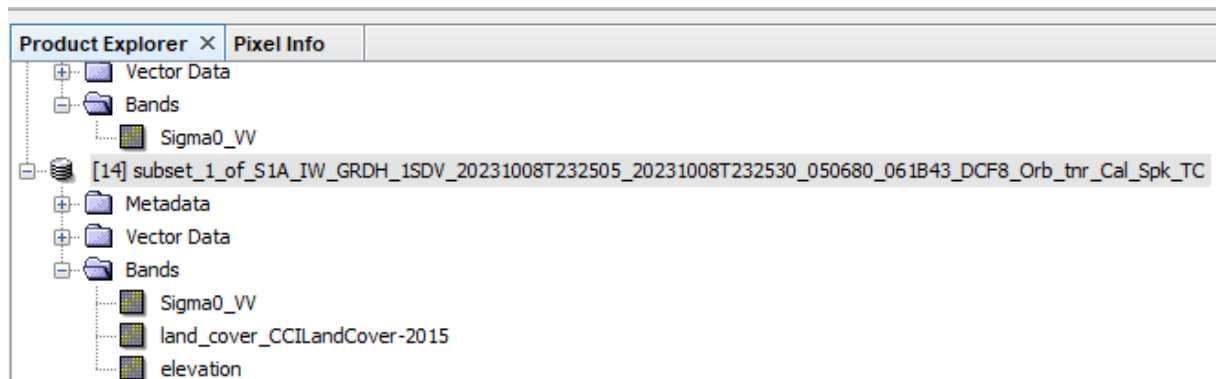 Product Explorer × Pixel Info
Vector Data
Bands
Sigma0_VV
[14] subset_1_of_S1A_IW_GRDH_1SDV_20231008T232505_20231008T232530_050680_061B43_DCF8_Orb_tnr_Cal_Spk_TC
Metadata
Vector Data
Bands
Sigma0_VV
land_cover_CCILandCover-2015
elevation